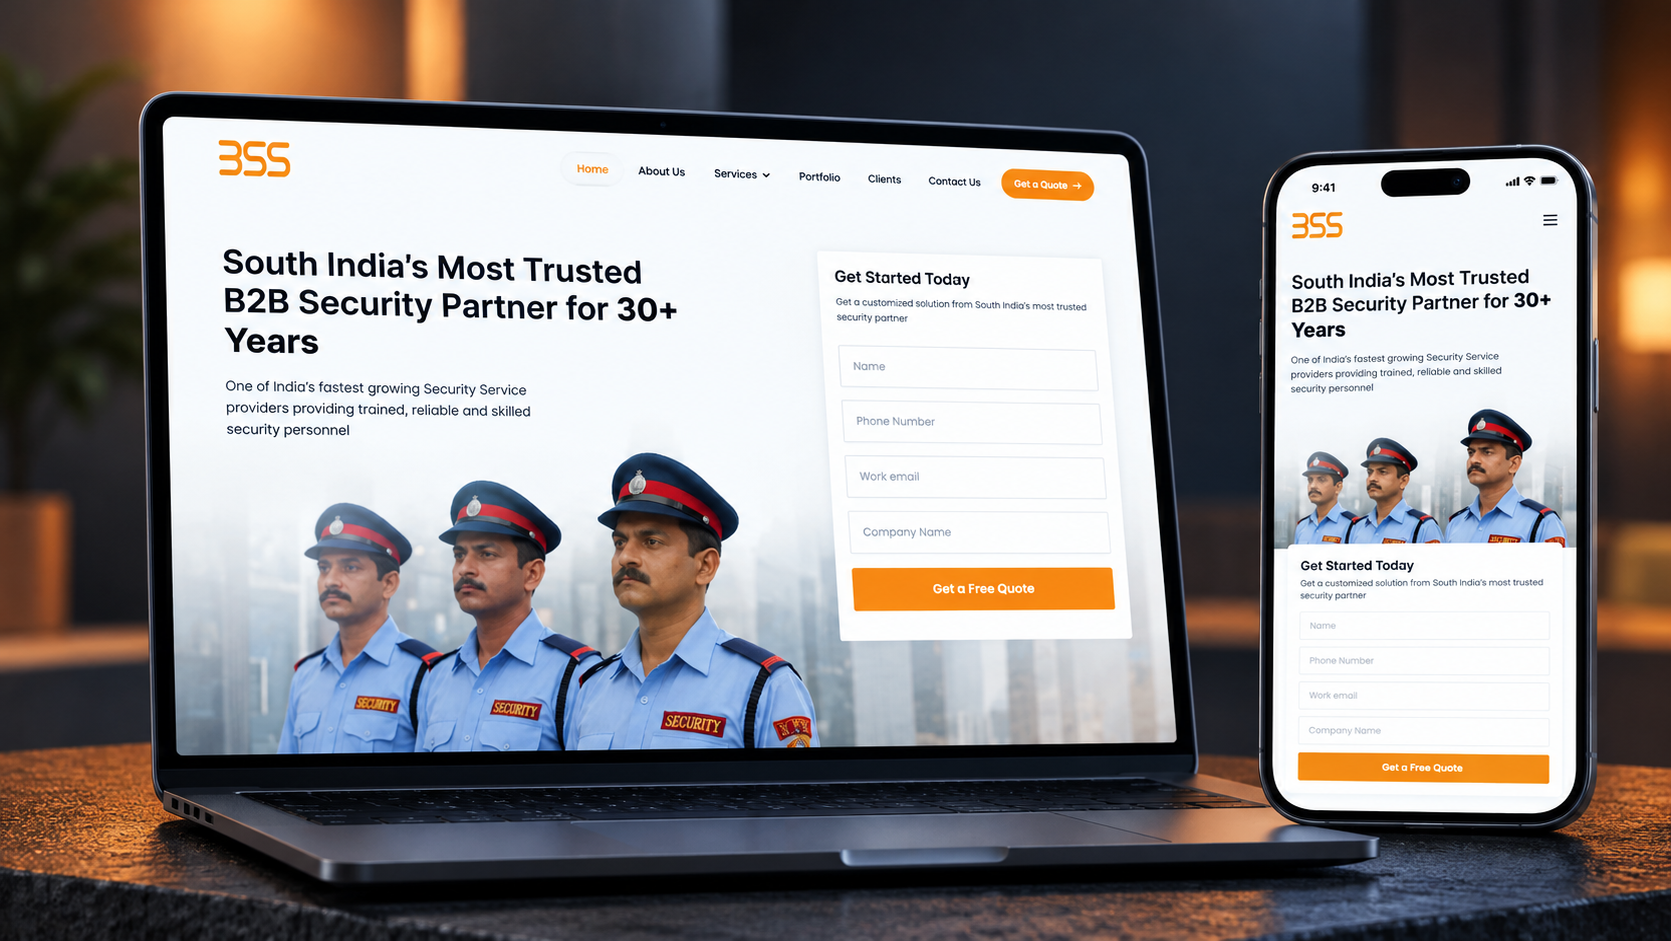 BSS
Home
About Us
Services
Portfolio
Clients
Contact Us
Get a Quote →
South India's Most Trusted
B2B Security Partner for 30+
Years
One of India's fastest growing Security Service
providers providing trained, reliable and skilled
security personnel
SECURITY
SECURITY
SECURITY
Get Started Today
Get a customized solution from South India's most trusted
security partner
Name
Phone Number
Work email
Company Name
Get a Free Quote
9:41
BSS
South India's Most Trusted
B2B Security Partner for 30+
Years
One of India's fastest growing Security Service
providers providing trained, reliable and skilled
security personnel
Get Started Today
Get a customized solution from South India's most trusted
security partner
Name
Phone Number
Work email
Company Name
Get a Free Quote